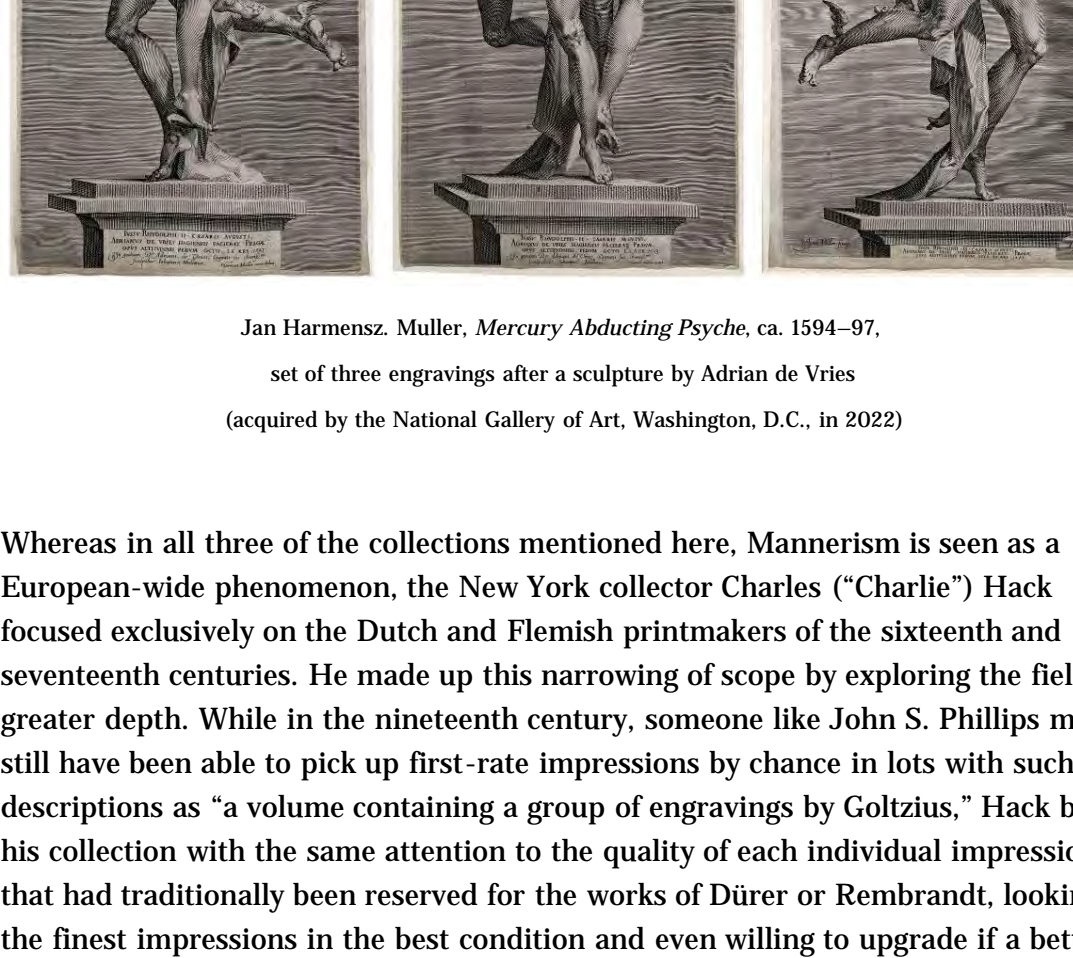 ADRIANVS DE VRIES HAGIENSIS FACIEBAT PRAGÆ
Jan Harmensz. Muller, Mercury Abducting Psyche, ca. 1594–97,
set of three engravings after a sculpture by Adrian de Vries
(acquired by the National Gallery of Art, Washington, D.C., in 2022)
Whereas in all three of the collections mentioned here, Mannerism is seen as a
European-wide phenomenon, the New York collector Charles (“Charlie”) Hack
focused exclusively on the Dutch and Flemish printmakers of the sixteenth and
seventeenth centuries. He made up this narrowing of scope by exploring the fiel
greater depth. While in the nineteenth century, someone like John S. Phillips m
still have been able to pick up first-rate impressions by chance in lots with such
descriptions as “a volume containing a group of engravings by Goltzius,” Hack b
his collection with the same attention to the quality of each individual impressio
that had traditionally been reserved for the works of Dürer or Rembrandt, lookin
the finest impressions in the best condition and even willing to upgrade if a bet